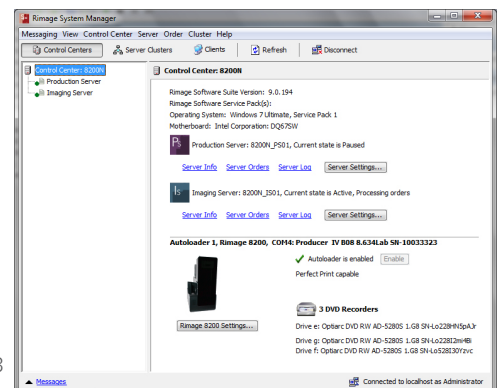 Rimage System Manager
Messaging View Control Center Server Order Cluster Help
Control Centers Server Clusters Clients Refresh Disconnect
Control Center: 8200N
Production Server
Imaging Server
Control Center: 8200N
Rimage Software Suite Version: 9.0.194
Rimage Software Service Pack(s):
Operating System: Windows 7 Ultimate, Service Pack 1
Motherboard: Intel Corporation: DQ67SW
Ps
Production Server: 8200N_PS01, Current state is Paused
Server Info Server Orders Server Log Server Settings...
Is
Imaging Server: 8200N_IS01, Current state is Active, Processing orders
Server Info Server Orders Server Log Server Settings...
Autoloader 1, Rimage 8200, COM4: Producer IV B08 8.634Lab SN-10033323
Autoloader is enabled Enable
Perfect Print capable
3 DVD Recorders
Rimage 8200 Settings...
Drive e: Optiarc DVD RW AD-5280S 1.G8 SN-Lo228HN5pAJr
Drive g: Optiarc DVD RW AD-5280S 1.G8 SN-Lo228I2mi4Bi
Drive f: Optiarc DVD RW AD-5280S 1.G8 SN-Lo528I30Yzvc
Messages
Connected to localhost as Administrator